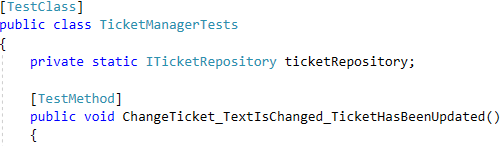 [TestClass]
public class TicketManagerTests
{
private static ITicketRepository ticketRepository;
[TestMethod]
public void ChangeTicket_TextIsChanged_TicketHasBeenUpdated()
{